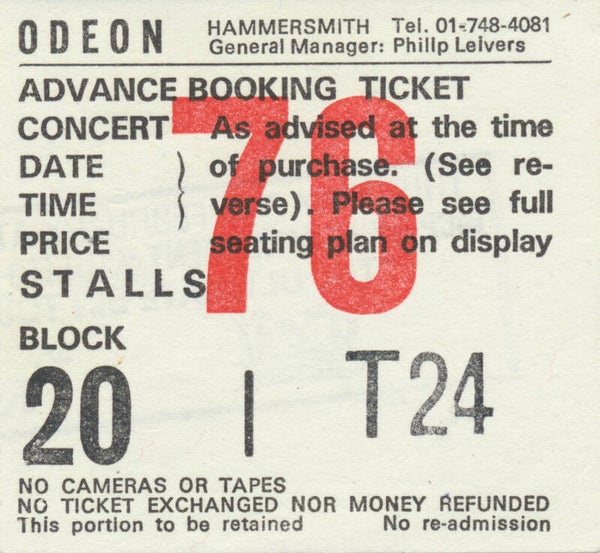 ODEON HAMMERSMITH Tel. 01-748-4081
General Manager: Philip Leivers
ADVANCE BOOKING TICKET
CONCERT As advised at the time
DATE of purchase. (See re-
TIME verse). Please see full
PRICE seating plan on display
76
STALLS
BLOCK
20 | T24
NO CAMERAS OR TAPES
NO TICKET EXCHANGED NOR MONEY REFUNDED
This portion to be retained No re-admission